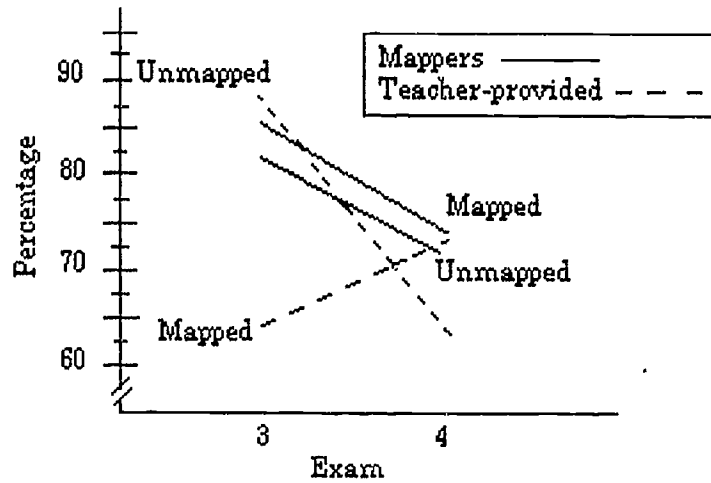 Mappers
Teacher-provided
Unmapped
Mapped
Unmapped
Mapped
90
80
70
60
Percentage
3 4
Exam